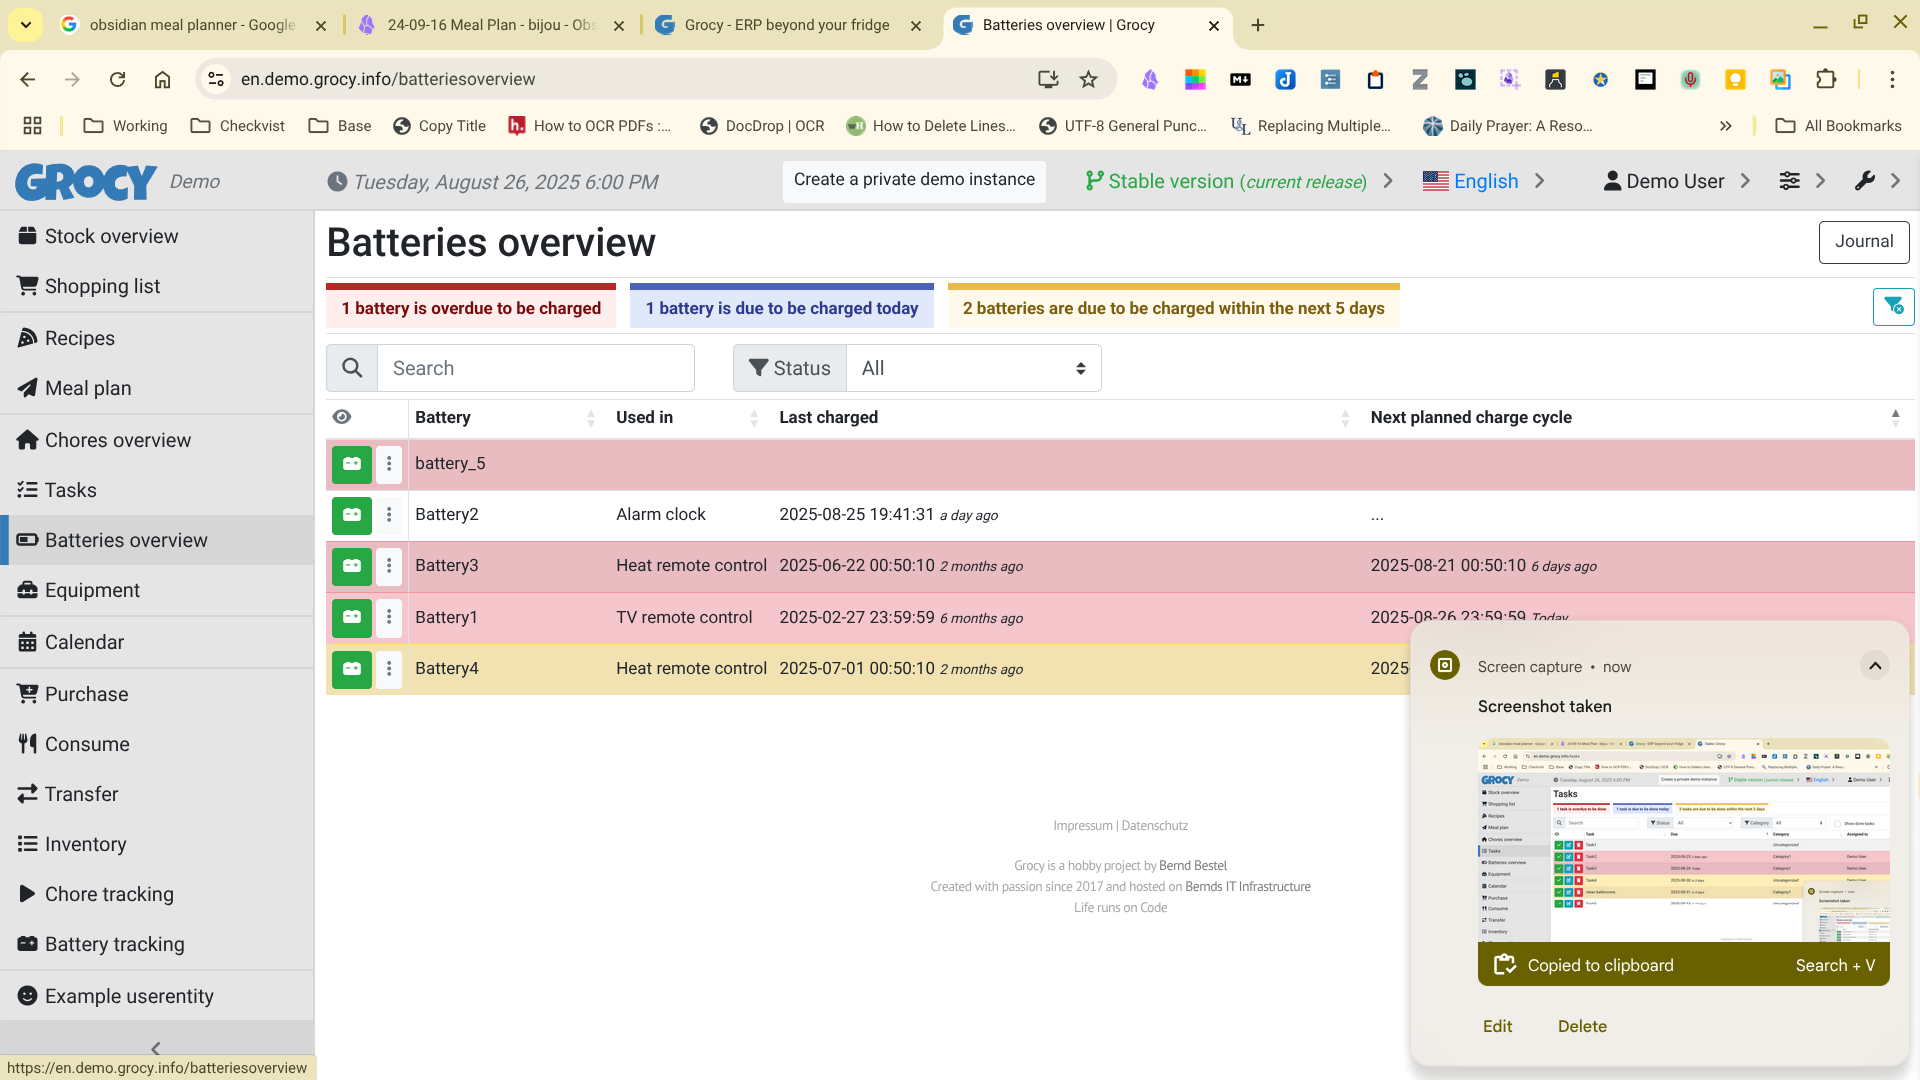 obsidian meal planner - Google
24-09-16 Meal Plan - bijou - Obs
Grocy - ERP beyond your fridge
Batteries overview | Grocy
en.demo.grocy.info/batteriesoverview
Working
Checkvist
Base
Copy Title
How to OCR PDFs :...
DocDrop | OCR
How to Delete Lines...
UTF-8 General Punc...
Replacing Multiple...
Daily Prayer: A Reso...
All Bookmarks
GROCY Demo
Tuesday, August 26, 2025 6:00 PM
Create a private demo instance
Stable version (current release)
English
Demo User
Stock overview
Shopping list
Recipes
Meal plan
Chores overview
Tasks
Batteries overview
Equipment
Calendar
Purchase
Consume
Transfer
Inventory
Chore tracking
Battery tracking
Example userentity
https://en.demo.grocy.info/batteriesoverview
Batteries overview
Journal
1 battery is overdue to be charged
1 battery is due to be charged today
2 batteries are due to be charged within the next 5 days
Search
Status All
Battery Used in Last charged Next planned charge cycle
battery_5
Battery2 Alarm clock 2025-08-25 19:41:31 a day ago ...
Battery3 Heat remote control 2025-06-22 00:50:10 2 months ago 2025-08-21 00:50:10 6 days ago
Battery1 TV remote control 2025-02-27 23:59:59 6 months ago 2025-08-26 23:59:59 Today
Battery4 Heat remote control 2025-07-01 00:50:10 2 months ago 2025
Impressum | Datenschutz
Grocy is a hobby project by Bernd Bestel
Created with passion since 2017 and hosted on Bernds IT Infrastructure
Life runs on Code
Screen capture • now
Screenshot taken
Copied to clipboard Search + V
Edit
Delete